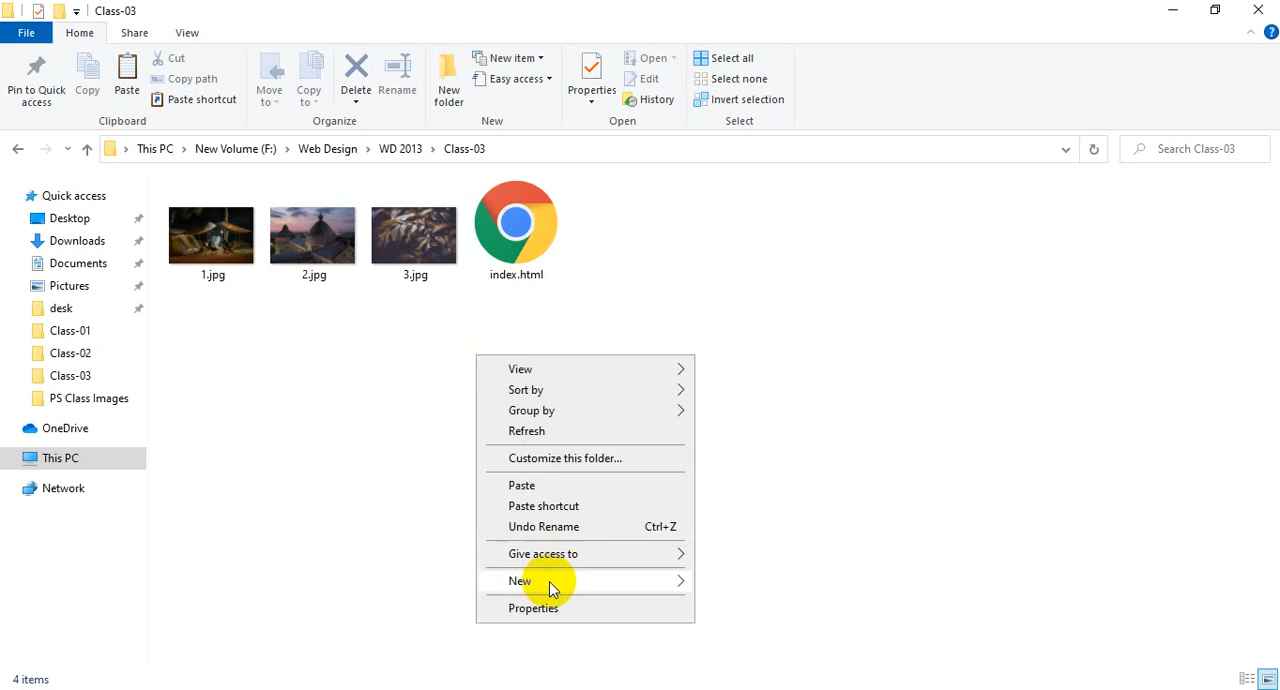 Class-03
File
Home
Share
View
Pin to Quick access
Copy
Paste
Cut
Copy path
Paste shortcut
Clipboard
Move to
Copy to
Delete
Rename
Organize
New folder
New item
Easy access
New
Properties
Open
Edit
History
Open
Select all
Select none
Invert selection
Select
This PC > New Volume (F:) > Web Design > WD 2013 > Class-03
Search Class-03
Quick access
Desktop
Downloads
Documents
Pictures
desk
Class-01
Class-02
Class-03
PS Class Images
OneDrive
This PC
Network
1.jpg
2.jpg
3.jpg
index.html
View
Sort by
Group by
Refresh
Customize this folder...
Paste
Paste shortcut
Undo Rename Ctrl+Z
Give access to
New
Properties
4 items